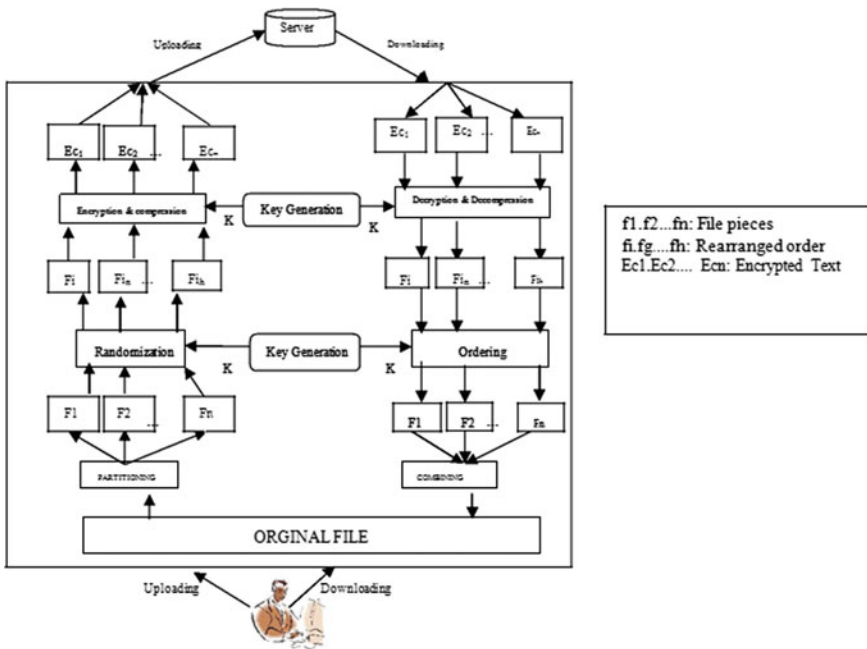 Server
Uploading
Downloading
Ec1 Ec2 ... Ecn
Ec1 Ec2 ... Ecn
Encryption & compression
K
Key Generation
K
Decryption & Decompression
Fi Fin ... Fih
Fi Fin ...
Randomization
K
Key Generation
K
Ordering
F1 F2 ... Fn
F1 F2 ... Fn
PARTITIONING
COMBINING
ORGINAL FILE
Uploading
Downloading
f1.f2...fn: File pieces
fi.fg....fh: Rearranged order
Ec1.Ec2.... Ecn: Encrypted Text